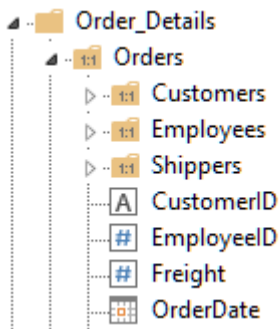 Order_Details
1:1 Orders
1:1 Customers
1:1 Employees
1:1 Shippers
A CustomerID
# EmployeeID
# Freight
OrderDate